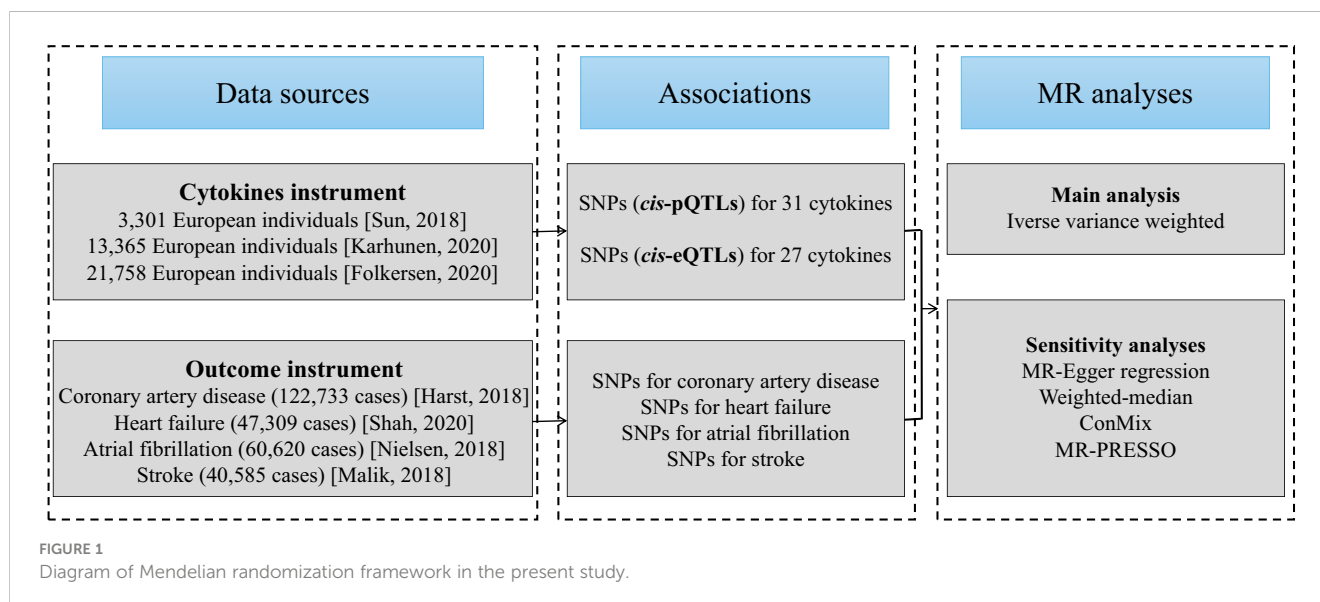 Data sources
Cytokines instrument
3,301 European individuals [Sun, 2018]
13,365 European individuals [Karhunen, 2020]
21,758 European individuals [Folkersen, 2020]
Outcome instrument
Coronary artery disease (122,733 cases) [Harst, 2018]
Heart failure (47,309 cases) [Shah, 2020]
Atrial fibrillation (60,620 cases) [Nielsen, 2018]
Stroke (40,585 cases) [Malik, 2018]
Associations
SNPs (cis-pQTLs) for 31 cytokines
SNPs (cis-eQTLs) for 27 cytokines
SNPs for coronary artery disease
SNPs for heart failure
SNPs for atrial fibrillation
SNPs for stroke
MR analyses
Main analysis
Iverse variance weighted
Sensitivity analyses
MR-Egger regression
Weighted-median
ConMix
MR-PRESSO
FIGURE 1
Diagram of Mendelian randomization framework in the present study.